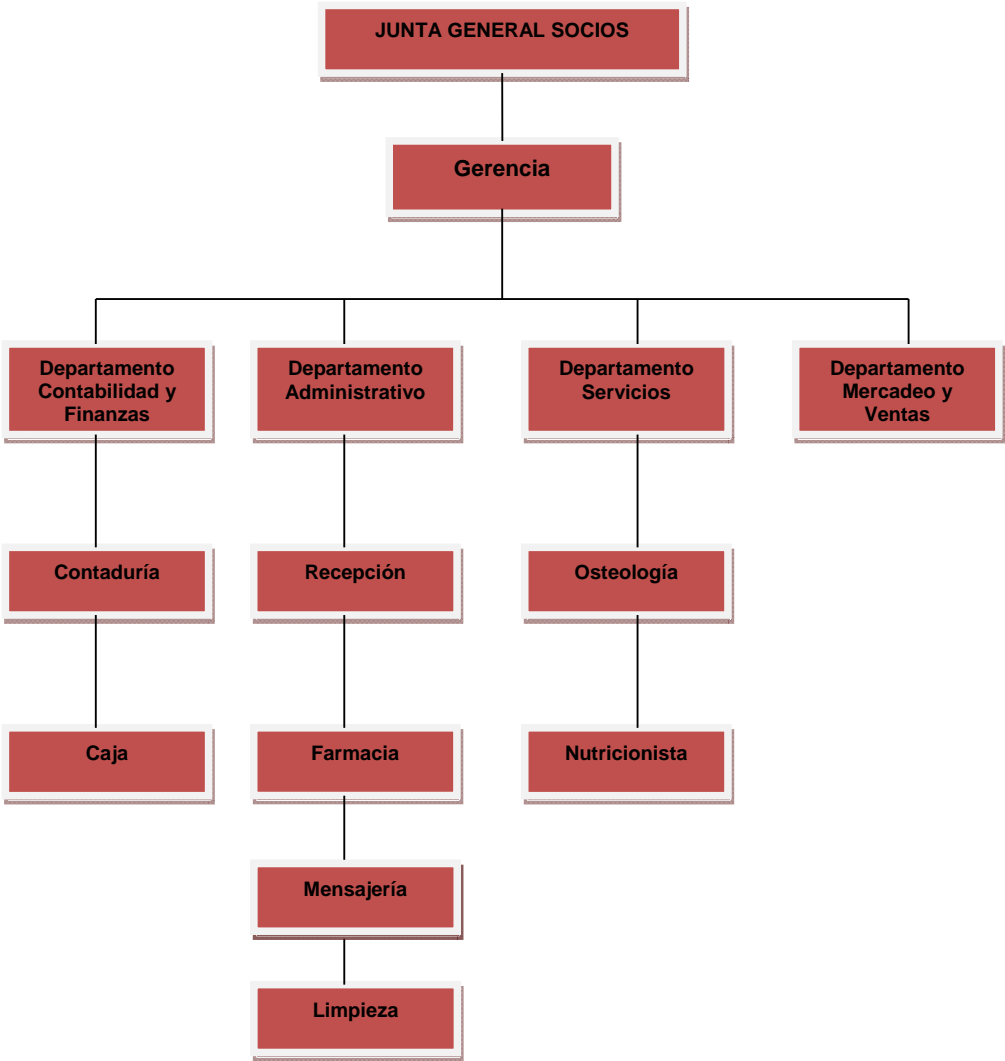 JUNTA GENERAL SOCIOS
Gerencia
Departamento
Contabilidad y
Finanzas
Departamento
Administrativo
Departamento
Servicios
Departamento
Mercadeo y
Ventas
Contaduría
Recepción
Osteología
Caja
Farmacia
Nutricionista
Mensajería
Limpieza